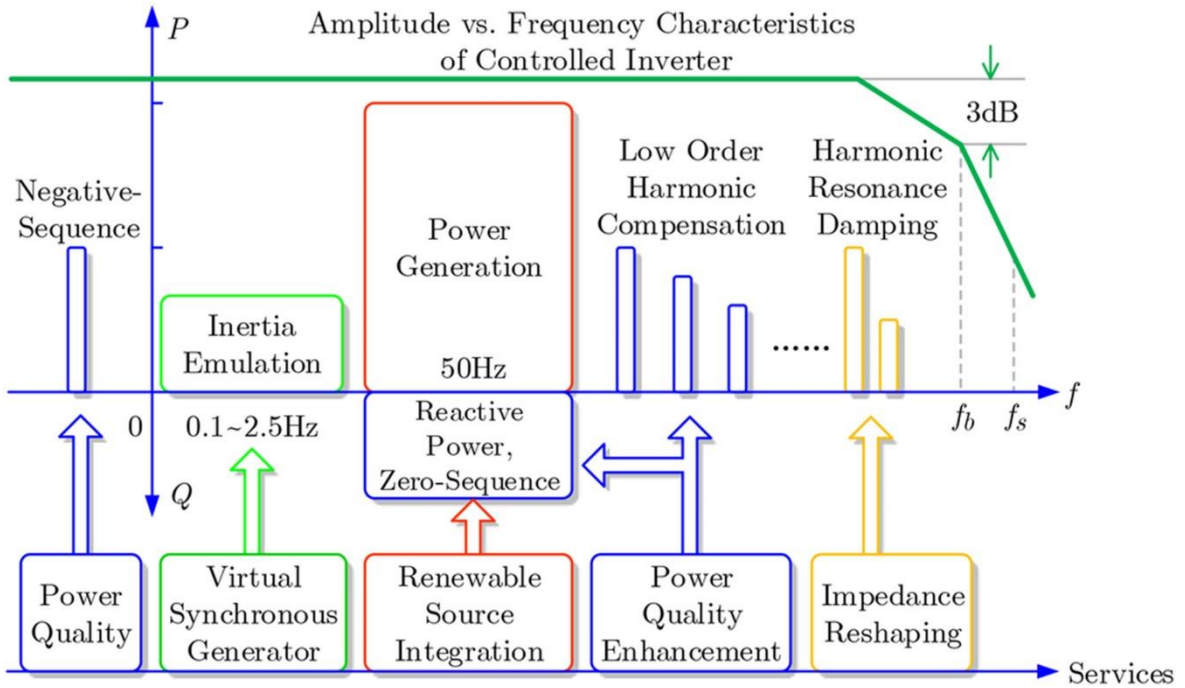 P
Amplitude vs. Frequency Characteristics
of Controlled Inverter
3dB
Negative-
Sequence
Inertia
Emulation
Power
Generation
50Hz
Low Order
Harmonic
Compensation
......
Harmonic
Resonance
Damping
f
0
0.1~2.5Hz
Reactive
Power,
Zero-Sequence
fb
fs
Q
Power
Quality
Virtual
Synchronous
Generator
Renewable
Source
Integration
Power
Quality
Enhancement
Impedance
Reshaping
Services